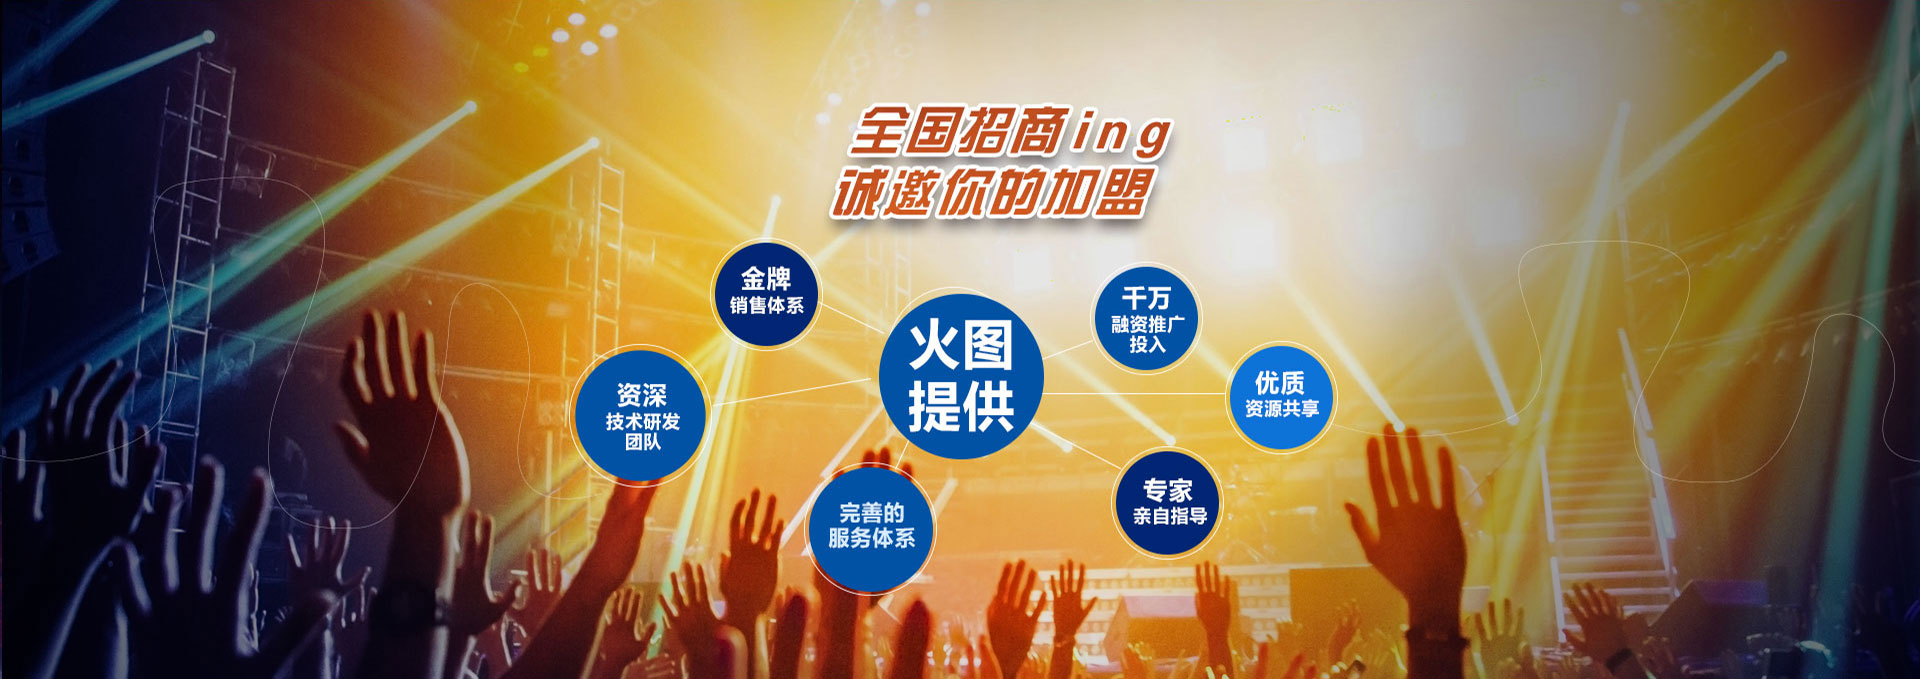 全国招商ing
诚邀你的加盟
金牌
销售体系
千万
融资推广
投入
火图
提供
资深
技术研发
团队
优质
资源共享
完善的
服务体系
专家
亲自指导